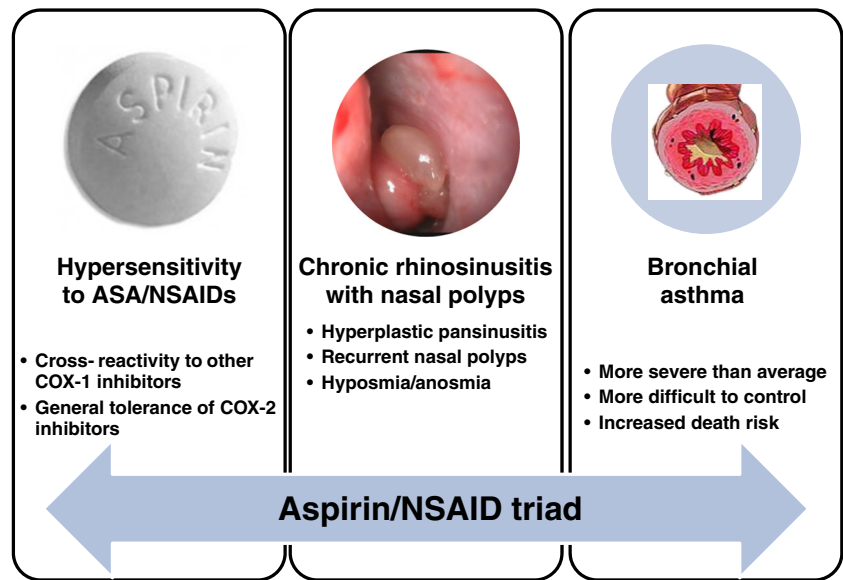 ASPIRIN
Hypersensitivity
to ASA/NSAIDs
• Cross- reactivity to other
COX-1 inhibitors
• General tolerance of COX-2
inhibitors
Chronic rhinosinusitis
with nasal polyps
• Hyperplastic pansinusitis
• Recurrent nasal polyps
• Hyposmia/anosmia
Bronchial
asthma
• More severe than average
• More difficult to control
• Increased death risk
Aspirin/NSAID triad